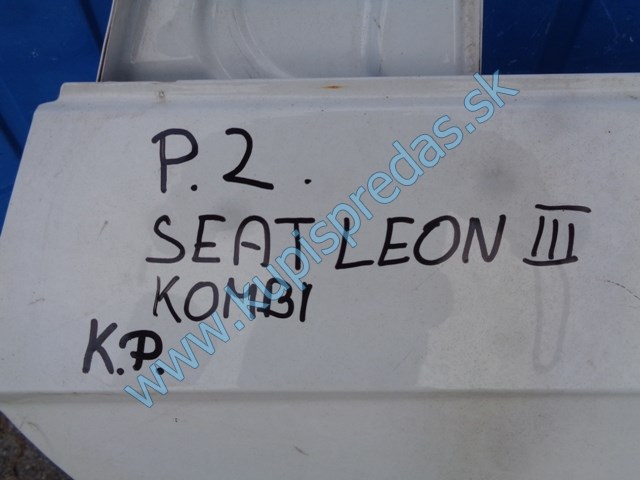 P.2.
SEAT LEON III
KOMBI
K.P.
www.kupispredas.sk